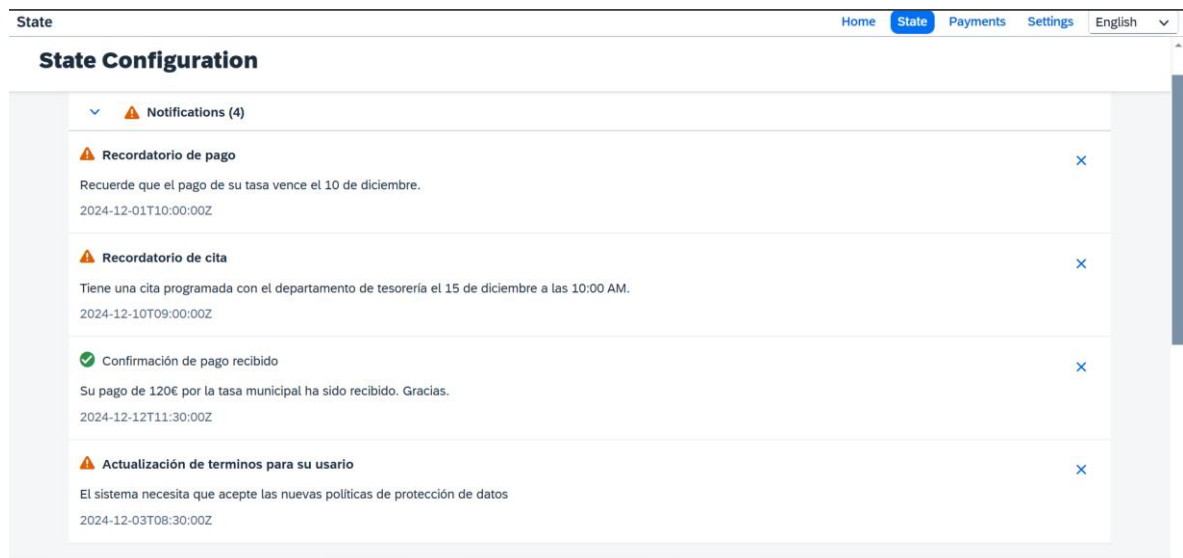 State
Home State Payments Settings English
State Configuration
Notifications (4)
Recordatorio de pago
Recuerde que el pago de su tasa vence el 10 de diciembre.
2024-12-01T10:00:00Z
Recordatorio de cita
Tiene una cita programada con el departamento de tesorería el 15 de diciembre a las 10:00 AM.
2024-12-10T09:00:00Z
Confirmación de pago recibido
Su pago de 120€ por la tasa municipal ha sido recibido. Gracias.
2024-12-12T11:30:00Z
Actualización de terminos para su usario
El sistema necesita que acepte las nuevas políticas de protección de datos
2024-12-03T08:30:00Z